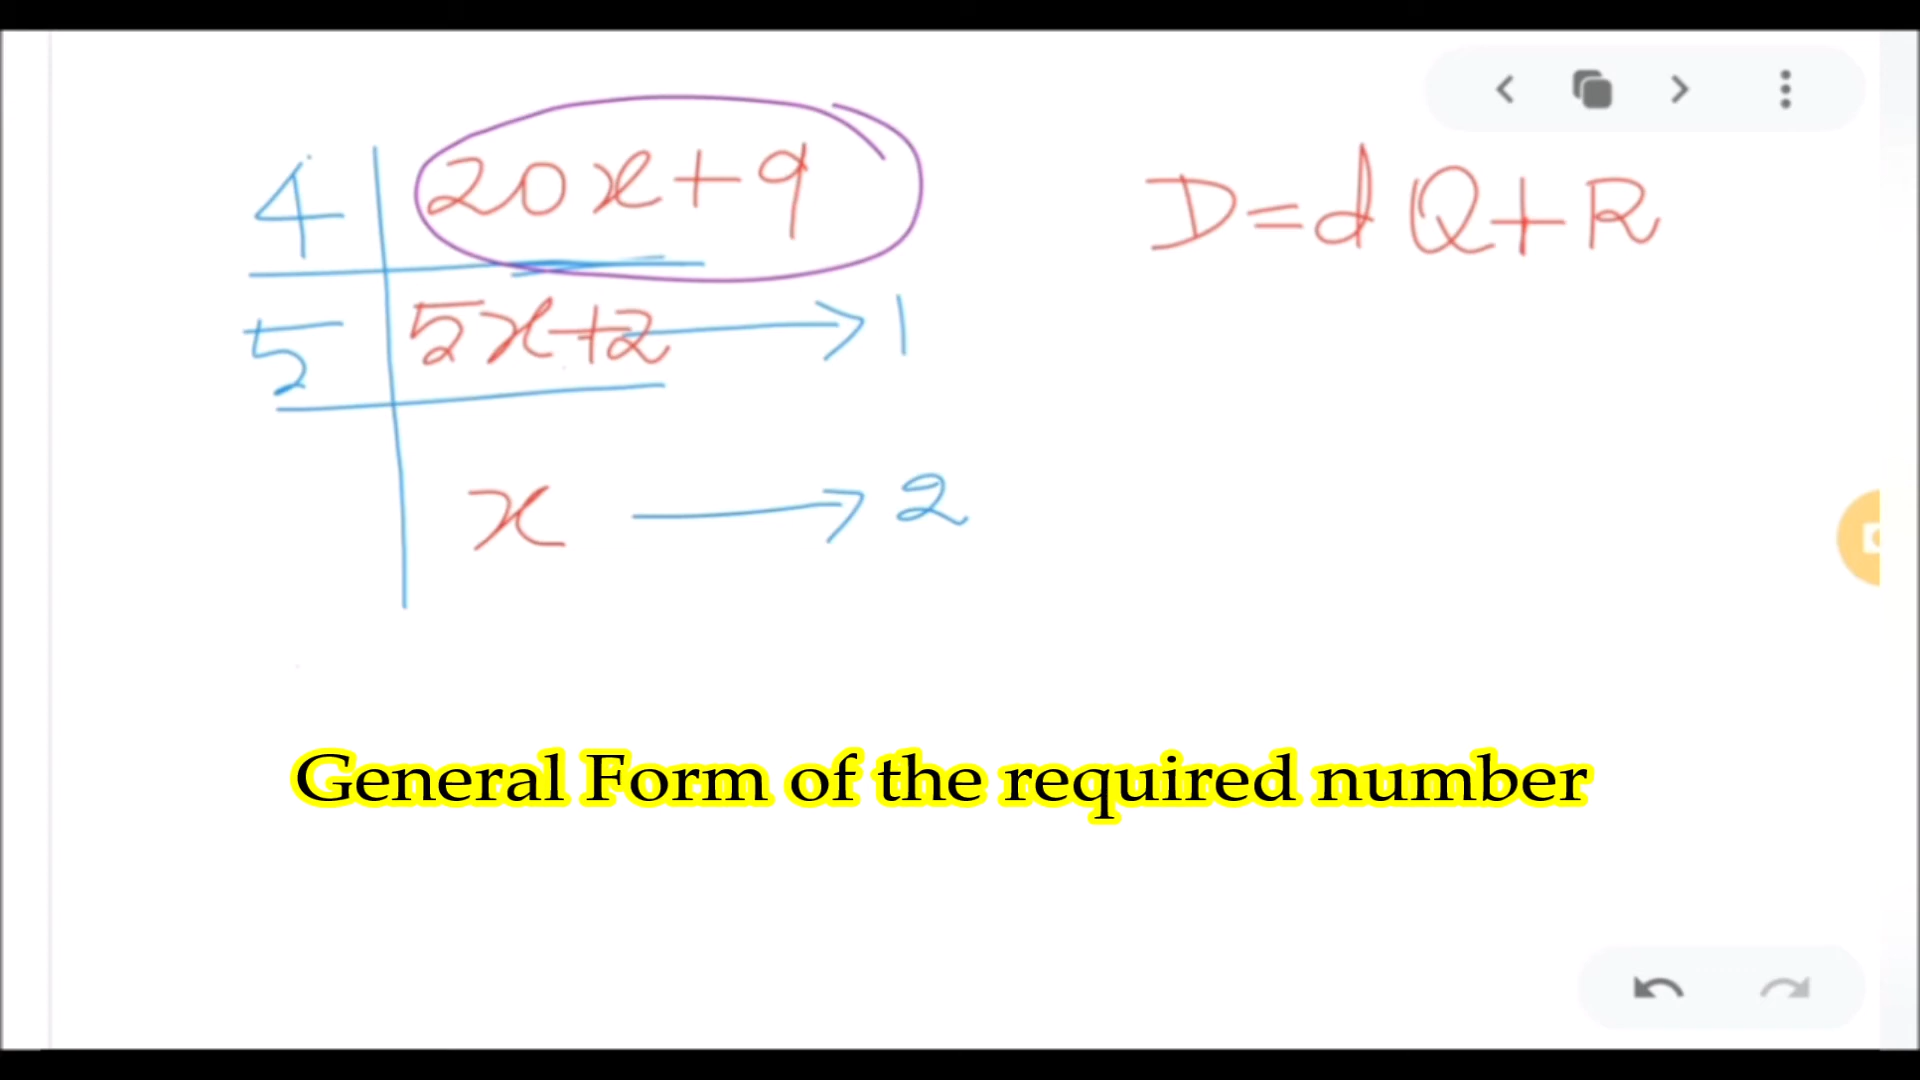 4 20x+9
D=dQ+R
5 5x+2 → 1
x → 2
General Form of the required number